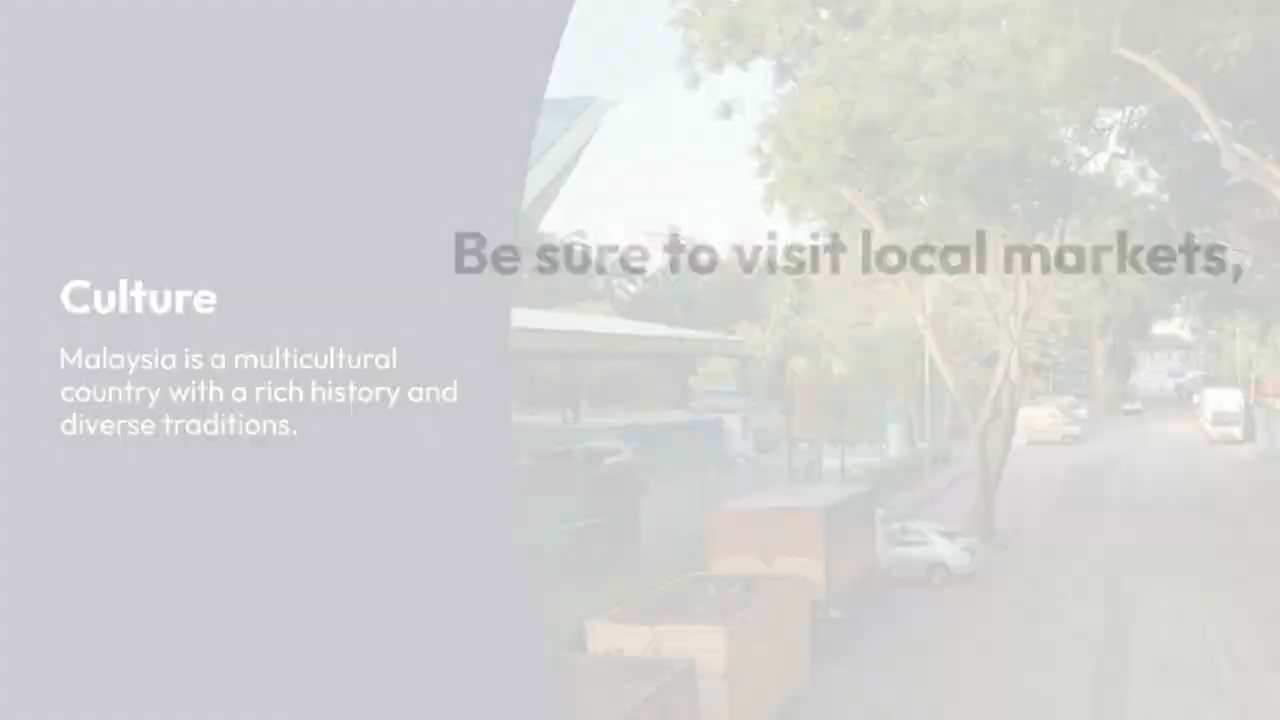 Be sure to visit local markets,
Culture
Malaysia is a multicultural
country with a rich history and
diverse traditions.